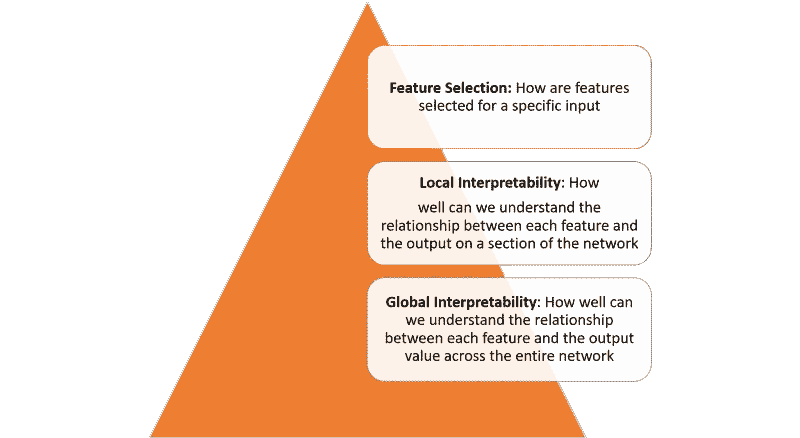 Feature Selection: How are features
selected for a specific input
Local Interpretability: How
well can we understand the
relationship between each feature and
the output on a section of the network
Global Interpretability: How well can
we understand the relationship
between each feature and the output
value across the entire network